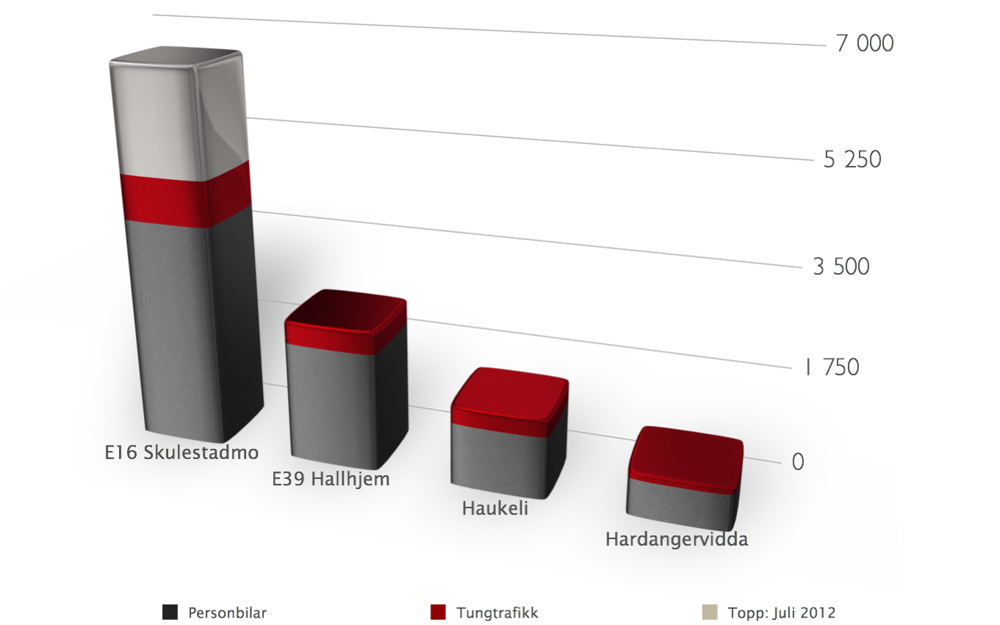 7 000
5 250
3 500
1 750
0
E16 Skulestadmo
E39 Hallhjem
Haukeli
Hardangervidda
Personbilar
Tungtrafikk
Topp: Juli 2012